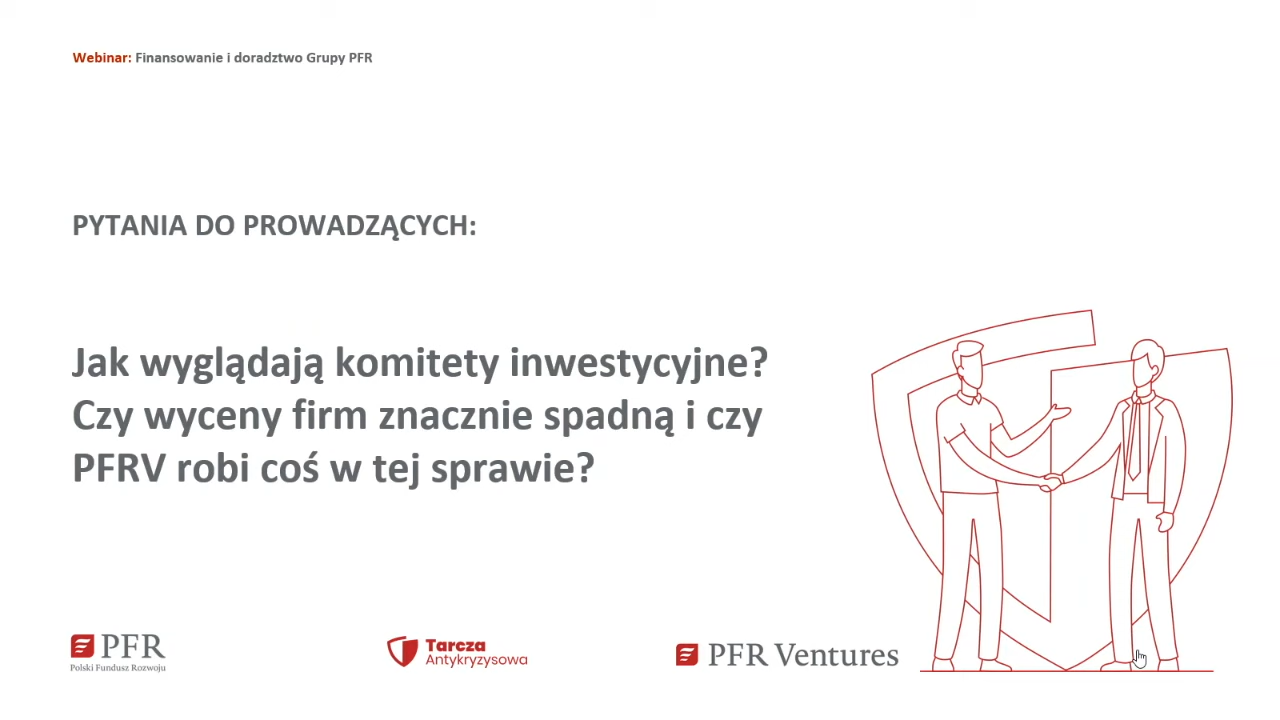 Webinar: Finansowanie i doradztwo Grupy PFR
PYTANIA DO PROWADZĄCYCH:
Jak wyglądają komitety inwestycyjne?
Czy wyceny firm znacznie spadną i czy
PFRV robi coś w tej sprawie?
PFR
Polski Fundusz Rozwoju
Tarcza
Antykryzysowa
PFR Ventures